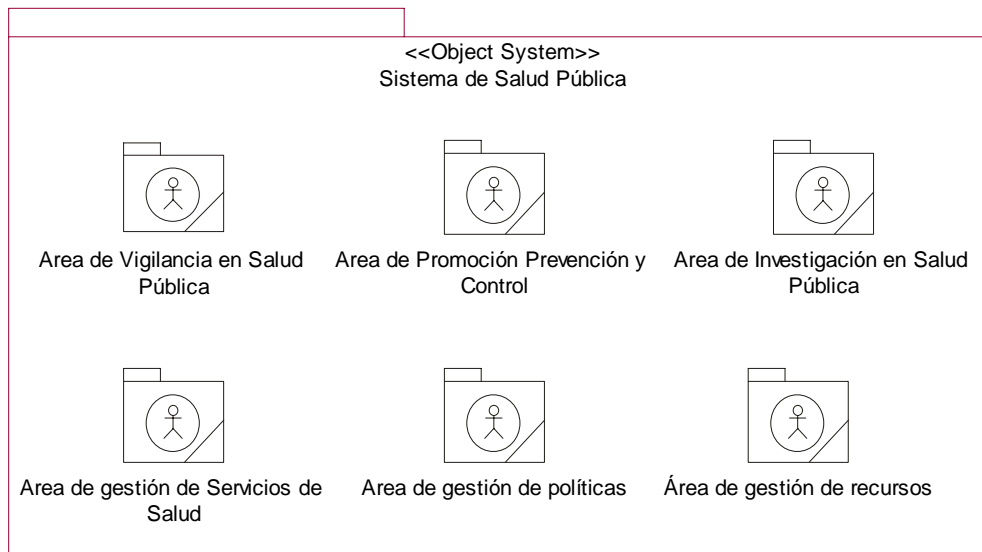 <<Object System>>
Sistema de Salud Pública
Area de Vigilancia en Salud
Pública
Area de Promoción Prevención y
Control
Area de Investigación en Salud
Pública
Area de gestión de Servicios de
Salud
Area de gestión de políticas
Área de gestión de recursos